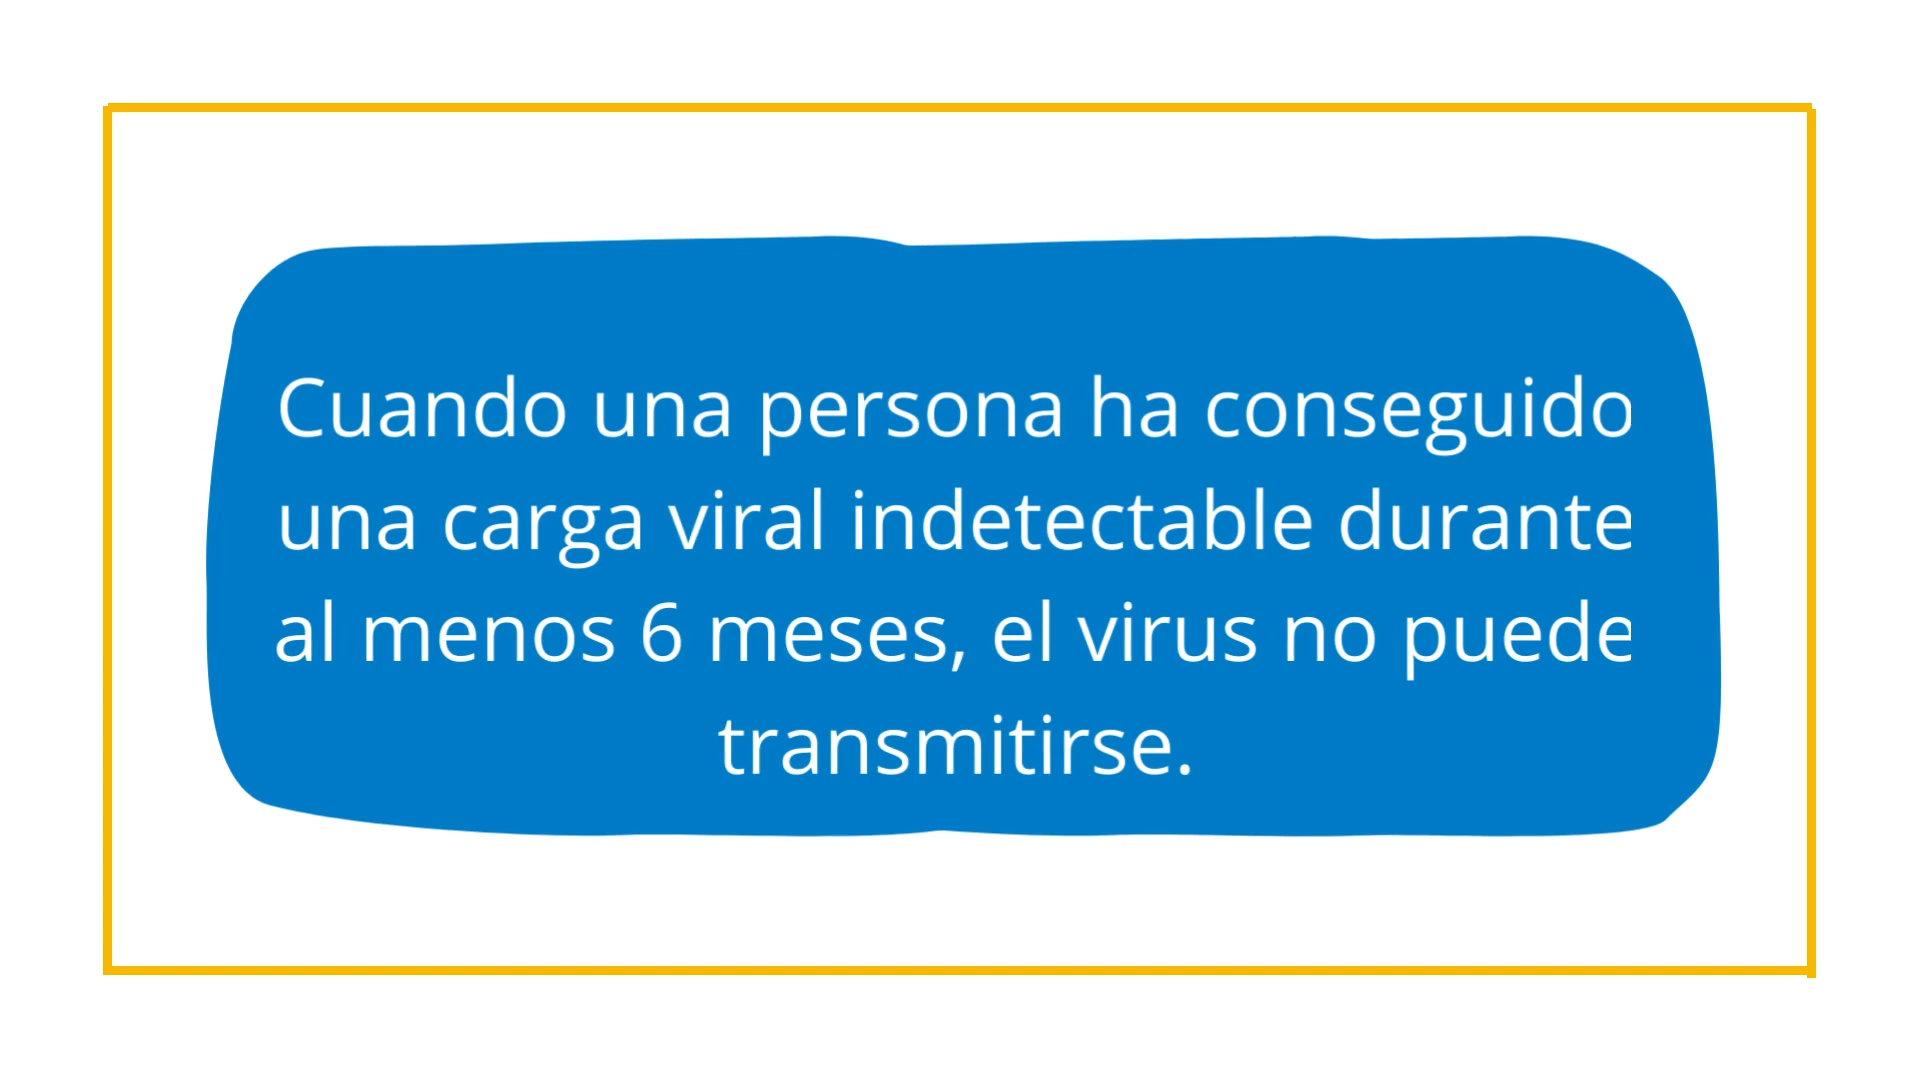 Cuando una persona ha conseguido
una carga viral indetectable durante
al menos 6 meses, el virus no puede
transmitirse.